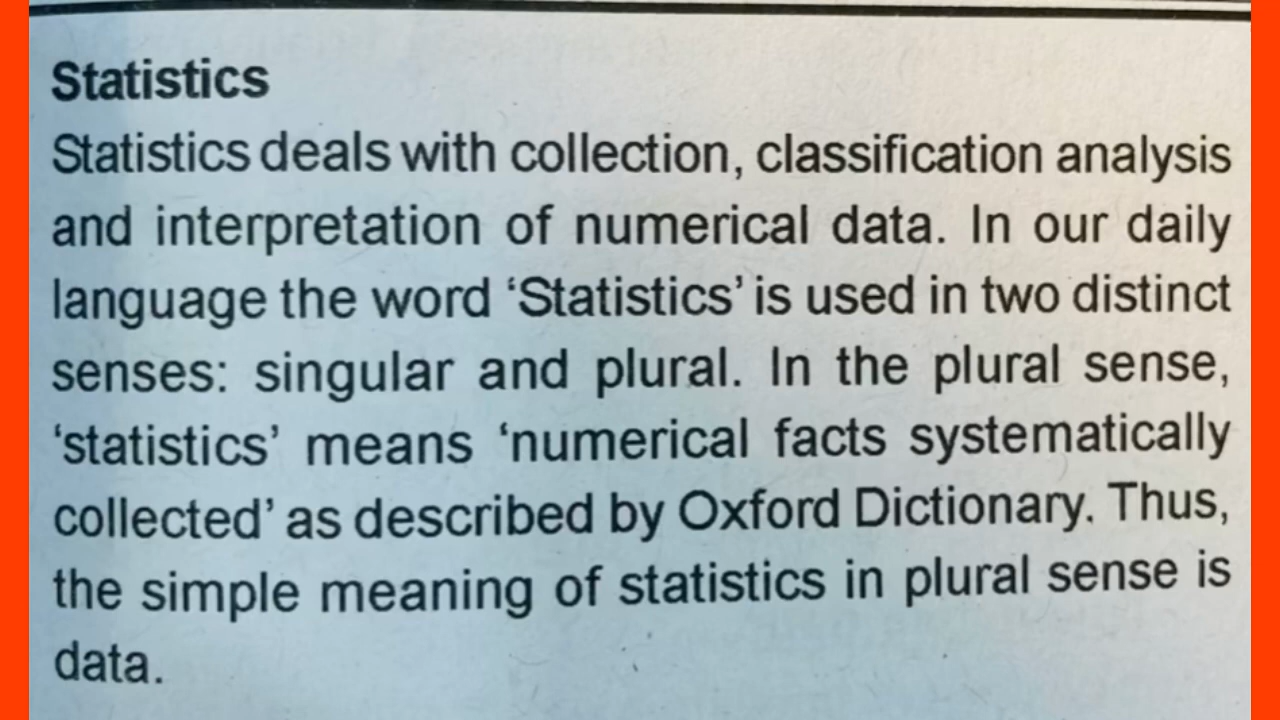 Statistics
Statistics deals with collection, classification analysis
and interpretation of numerical data. In our daily
language the word ‘Statistics’ is used in two distinct
senses: singular and plural. In the plural sense,
‘statistics’ means ‘numerical facts systematically
collected’ as described by Oxford Dictionary. Thus,
the simple meaning of statistics in plural sense is
data.